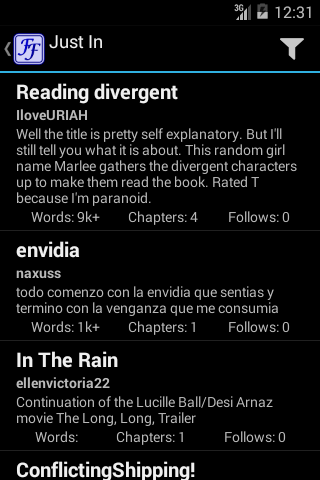 3G 12:31
FF Just In
Reading divergent
IloveURIAH
Well the title is pretty self explanatory. But I'll
still tell you what it is about. This random girl
name Marlee gathers the divergent characters
up to make them read the book. Rated T
because I'm paranoid.
Words: 9k+ Chapters: 4 Follows: 0
envidia
naxuss
todo comenzo con la envidia que sentias y
termino con la venganza que me consumia
Words: 1k+ Chapters: 1 Follows: 0
In The Rain
ellenvictoria22
Continuation of the Lucille Ball/Desi Arnaz
movie The Long, Long, Trailer
Words: Chapters: 1 Follows: 0
ConflictingShipping!